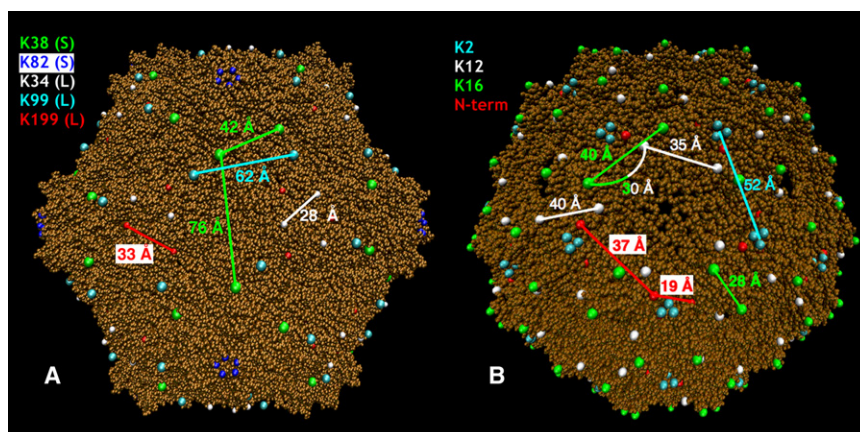 K38 (S)
K82 (S)
K34 (L)
K99 (L)
K199 (L)
42 Å
62 Å
76 Å
28 Å
33 Å
A
K2
K12
K16
N-term
40 Å
35 Å
30 Å
52 Å
40 Å
37 Å
19 Å
28 Å
B